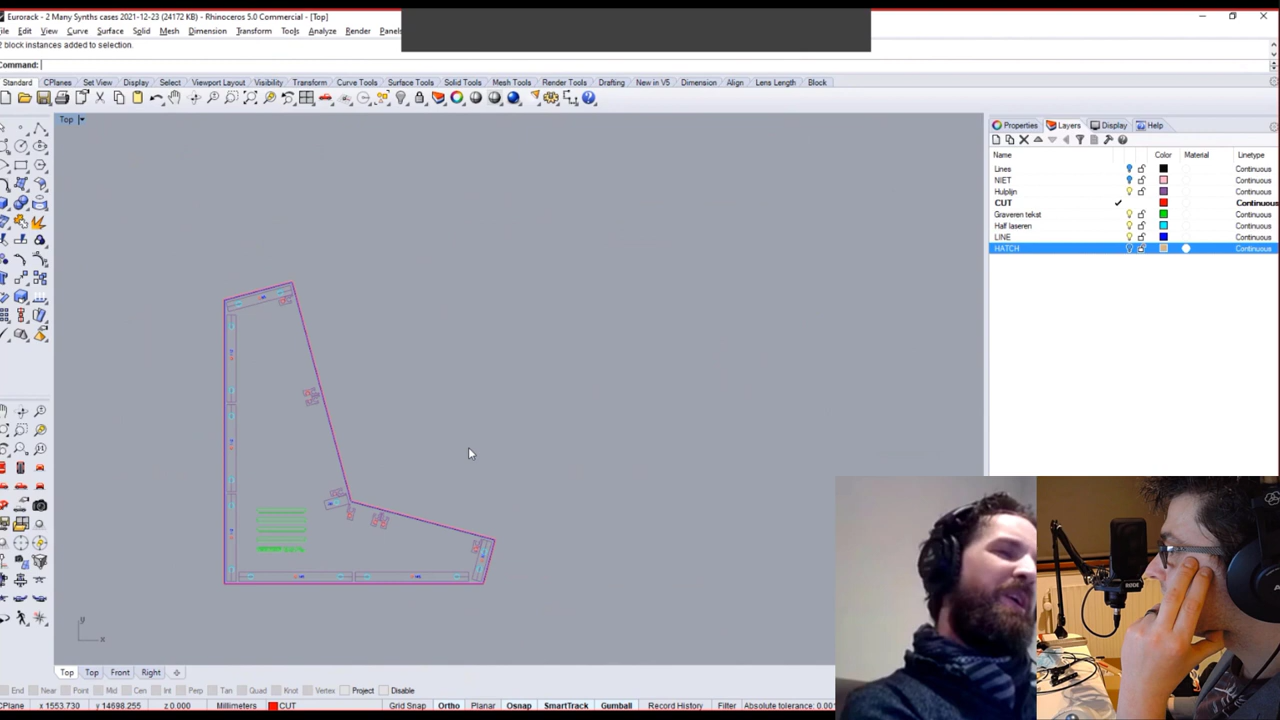 Eurorack - 2 Many Synths cases 2021-12-23 (24172 KB) - Rhinoceros 5.0 Commercial - [Top]
File Edit View Curve Surface Solid Mesh Dimension Transform Tools Analyze Render Panels
2 block instances added to selection.
Command:
Standard CPlanes Set View Display Select Viewport Layout Visibility Transform Curve Tools Surface Tools Solid Tools Mesh Tools Render Tools Drafting New in V5 Dimension Align Lens Length Block
Top
Properties Layers Display Help
Name Color Material Linetype
Lines Continuous
NIET Continuous
Hulplijn Continuous
CUT Continuous
Graveren tekst Continuous
Half laseren Continuous
LINE Continuous
HATCH Continuous
RODE
y
x
Top Top Front Right
End Near Point Mid Cen Int Perp Tan Quad Knot Vertex Project Disable
CPlane x 1553.730 y 14698.255 z 0.000 Millimeters CUT Grid Snap Ortho Planar Osnap SmartTrack Gumball Record History Filter Absolute tolerance: 0.001